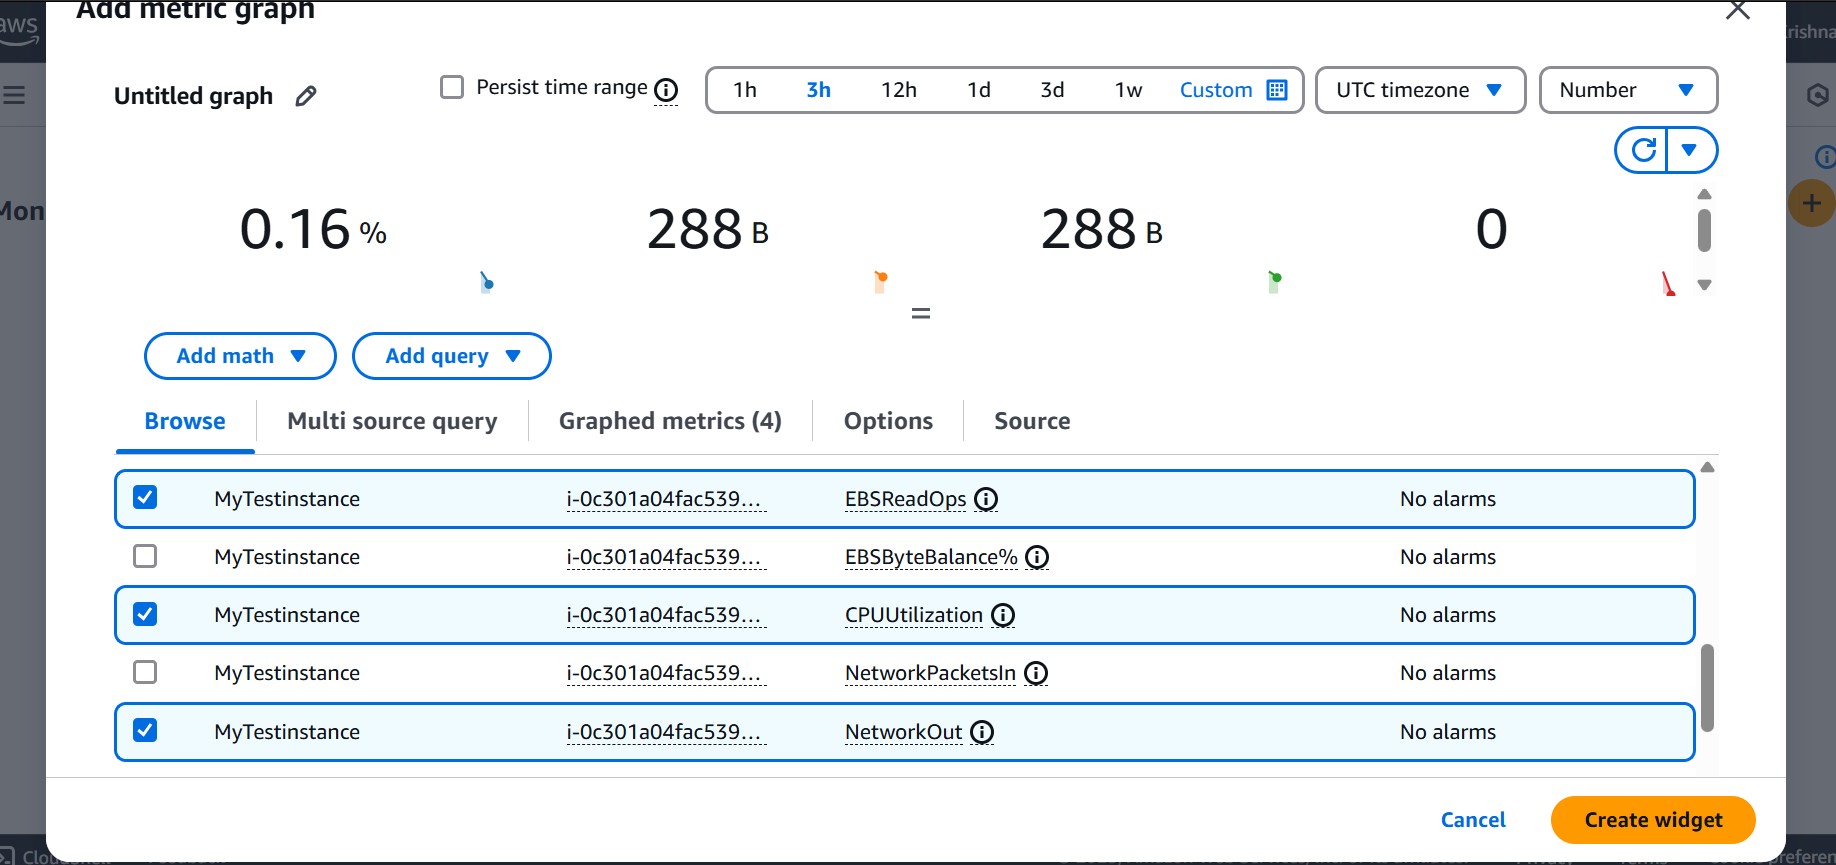 Add metric graph
aws
rishna
Untitled graph
Persist time range
1h 3h 12h 1d 3d 1w Custom
UTC timezone
Number
Mon
0.16 %
288 B
288 B
0
Add math
Add query
Browse
Multi source query
Graphed metrics (4)
Options
Source
MyTestinstance i-0c301a04fac539... EBSReadOps No alarms
MyTestinstance i-0c301a04fac539... EBSByteBalance% No alarms
MyTestinstance i-0c301a04fac539... CPUUtilization No alarms
MyTestinstance i-0c301a04fac539... NetworkPacketsIn No alarms
MyTestinstance i-0c301a04fac539... NetworkOut No alarms
Cancel
Create widget